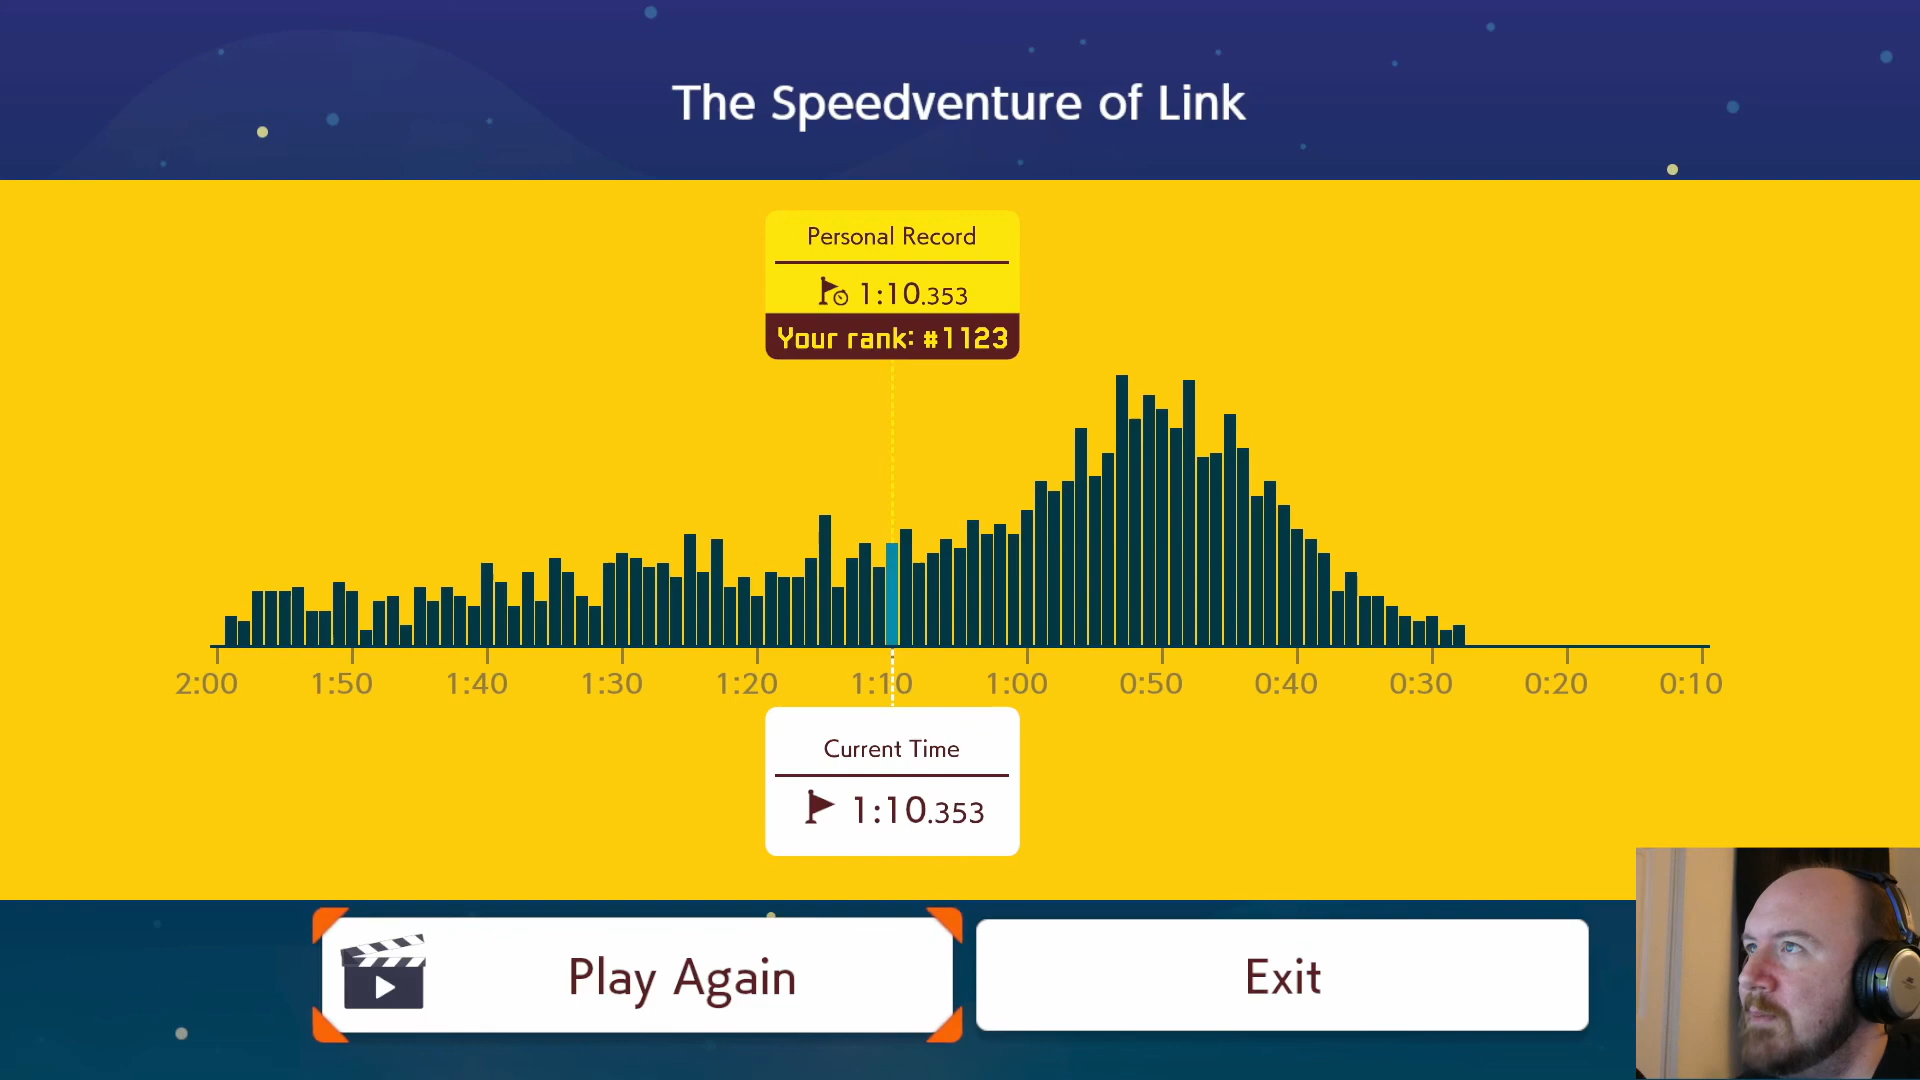 The Speedventure of Link
Personal Record
1:10.353
Your rank: #1123
2:00 1:50 1:40 1:30 1:20 1:10 1:00 0:50 0:40 0:30 0:20 0:10
Current Time
1:10.353
Play Again
Exit